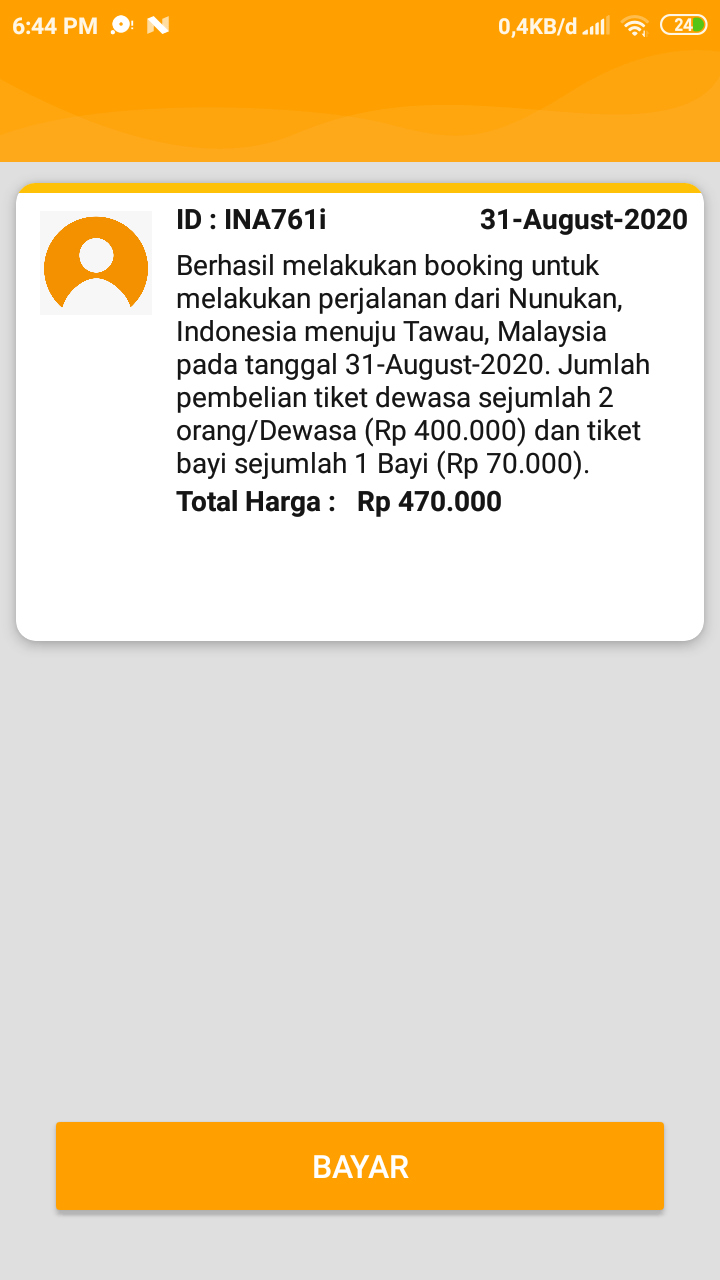 6:44 PM 0,4KB/d 24
ID : INA761i 31-August-2020
Berhasil melakukan booking untuk
melakukan perjalanan dari Nunukan,
Indonesia menuju Tawau, Malaysia
pada tanggal 31-August-2020. Jumlah
pembelian tiket dewasa sejumlah 2
orang/Dewasa (Rp 400.000) dan tiket
bayi sejumlah 1 Bayi (Rp 70.000).
Total Harga : Rp 470.000
BAYAR